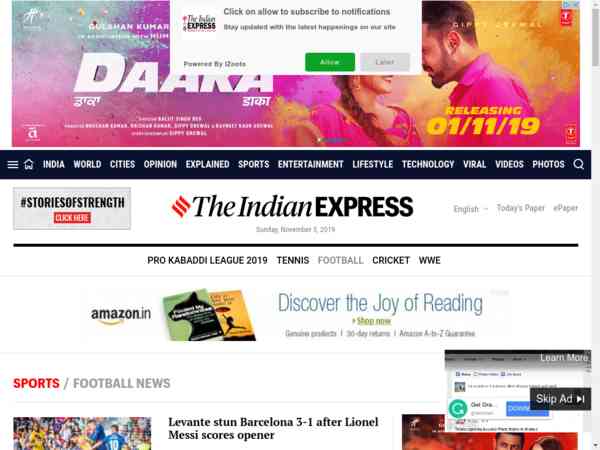 GULSHAN KUMAR
Click on allow to subscribe to notifications
GIPPY GREWAL
The Indian
EXPRESS
Stay updated with the latest happenings on our site
T-SERIES
Powered By iZooto
Allow
Later
DAAKA
ਡਾਕਾ
डाका
RELEASING
01/11/19
INDIA WORLD CITIES OPINION EXPLAINED SPORTS ENTERTAINMENT LIFESTYLE TECHNOLOGY VIRAL VIDEOS PHOTOS
#STORIESOFSTRENGTH
CLICK HERE
The Indian EXPRESS
Sunday, November 3, 2019
English
Today's Paper
ePaper
PRO KABADDI LEAGUE 2019 TENNIS FOOTBALL CRICKET WWE
amazon.in
Discover the Joy of Reading
Shop now
Genuine products | 30-day returns | Amazon A-to-Z Guarantee
Learn More
Skip Ad
SPORTS / FOOTBALL NEWS
Levante stun Barcelona 3-1 after Lionel
Messi scores opener